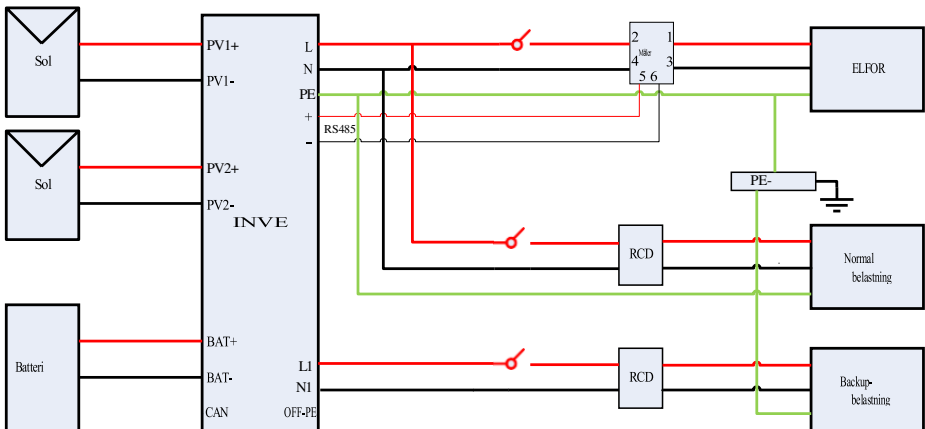 Sol
PV1+
PV1-
Sol
PV2+
PV2-
INVE
Batteri
BAT+
BAT-
CAN
L
N
PE
+
RS485
-
L1
N1
OFF-PE
2 1
4 3
5 6
ELFOR
PE-
RCD
Normal
belastning
RCD
Backup-
belastning